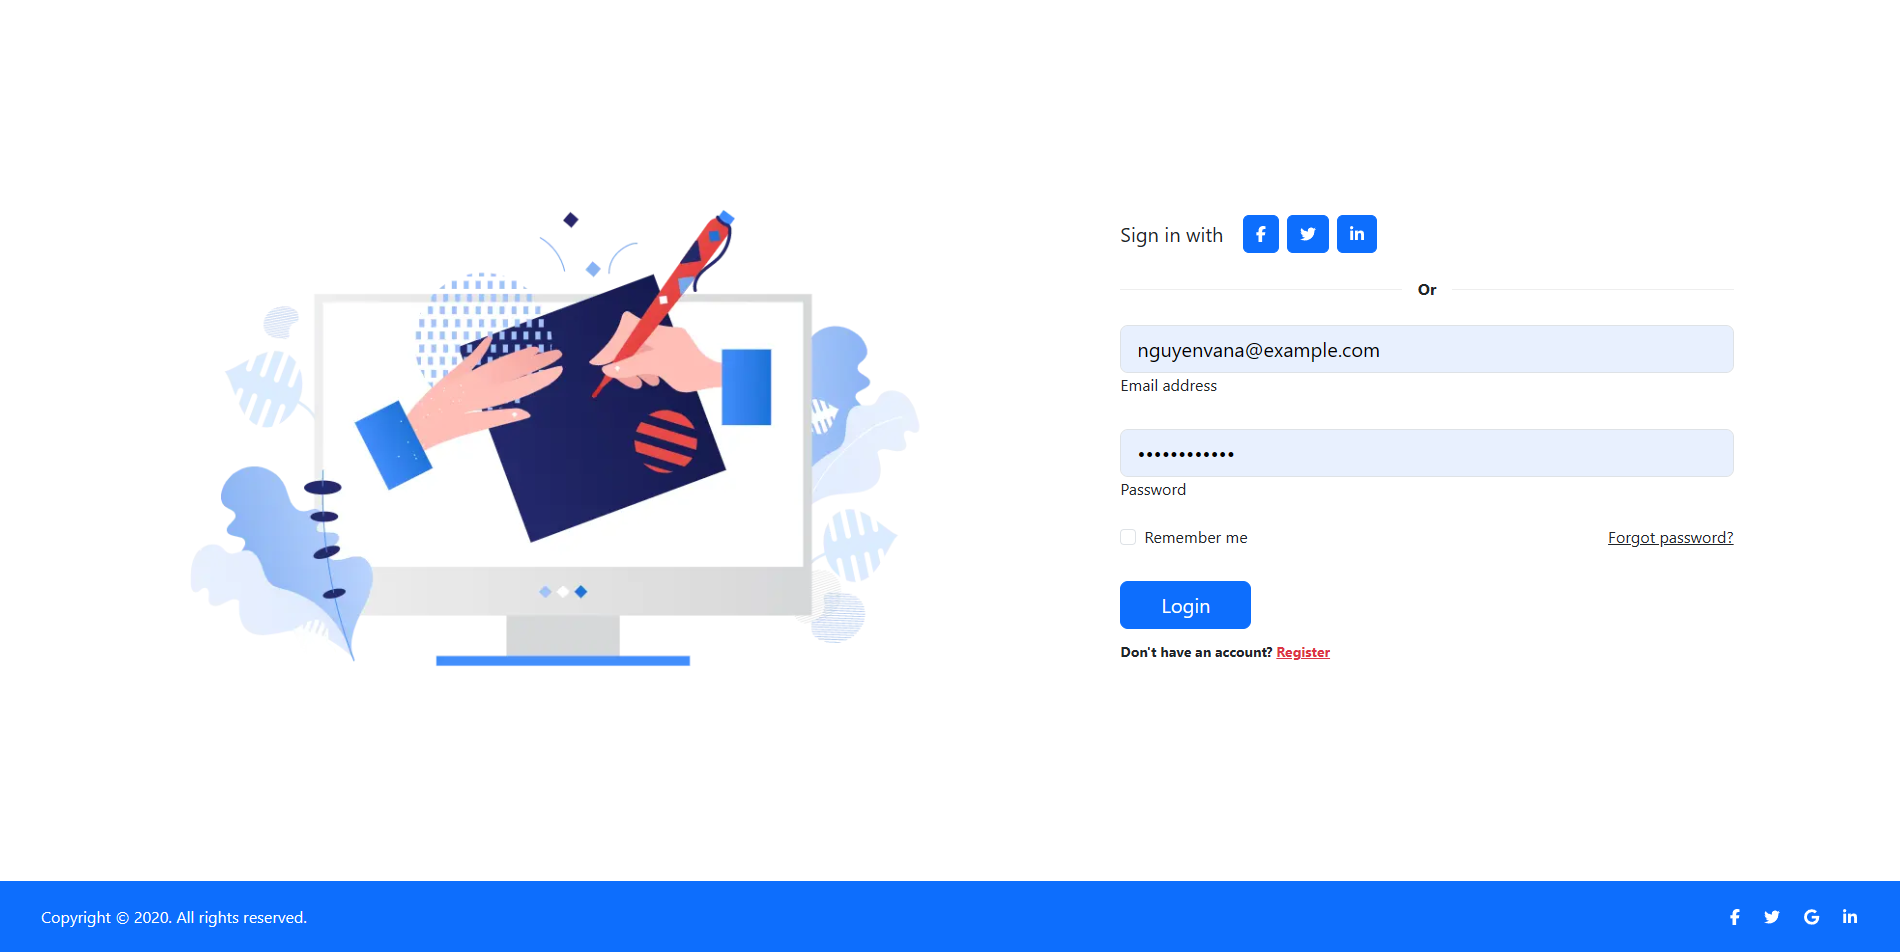 Sign in with
Or
nguyenvana@example.com
Email address
••••••••••••
Password
Remember me
Forgot password?
Login
Don't have an account? Register
Copyright © 2020. All rights reserved.